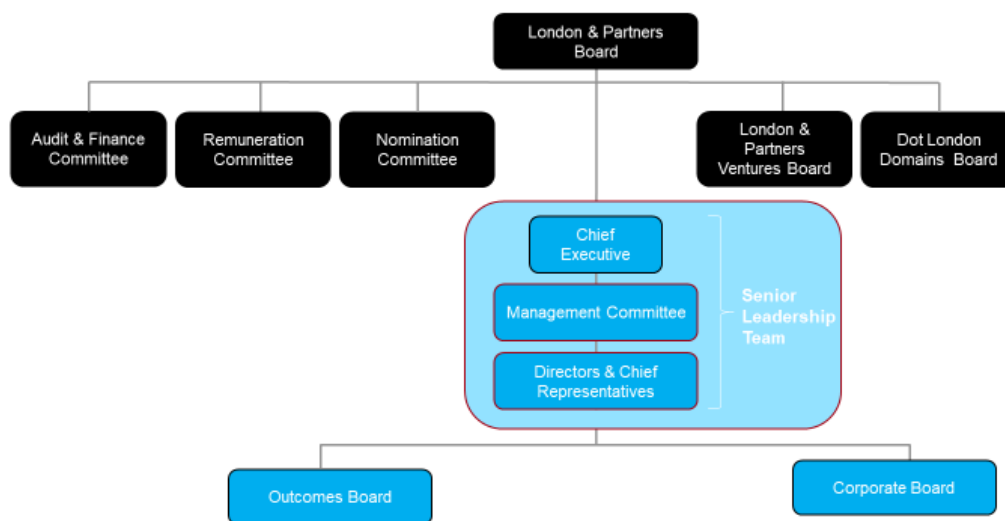 London & Partners
Board
Audit & Finance
Committee
Remuneration
Committee
Nomination
Committee
London &
Partners
Ventures Board
Dot London
Domains Board
Chief
Executive
Management Committee
Directors & Chief
Representatives
Senior
Leadership
Team
Outcomes Board
Corporate Board